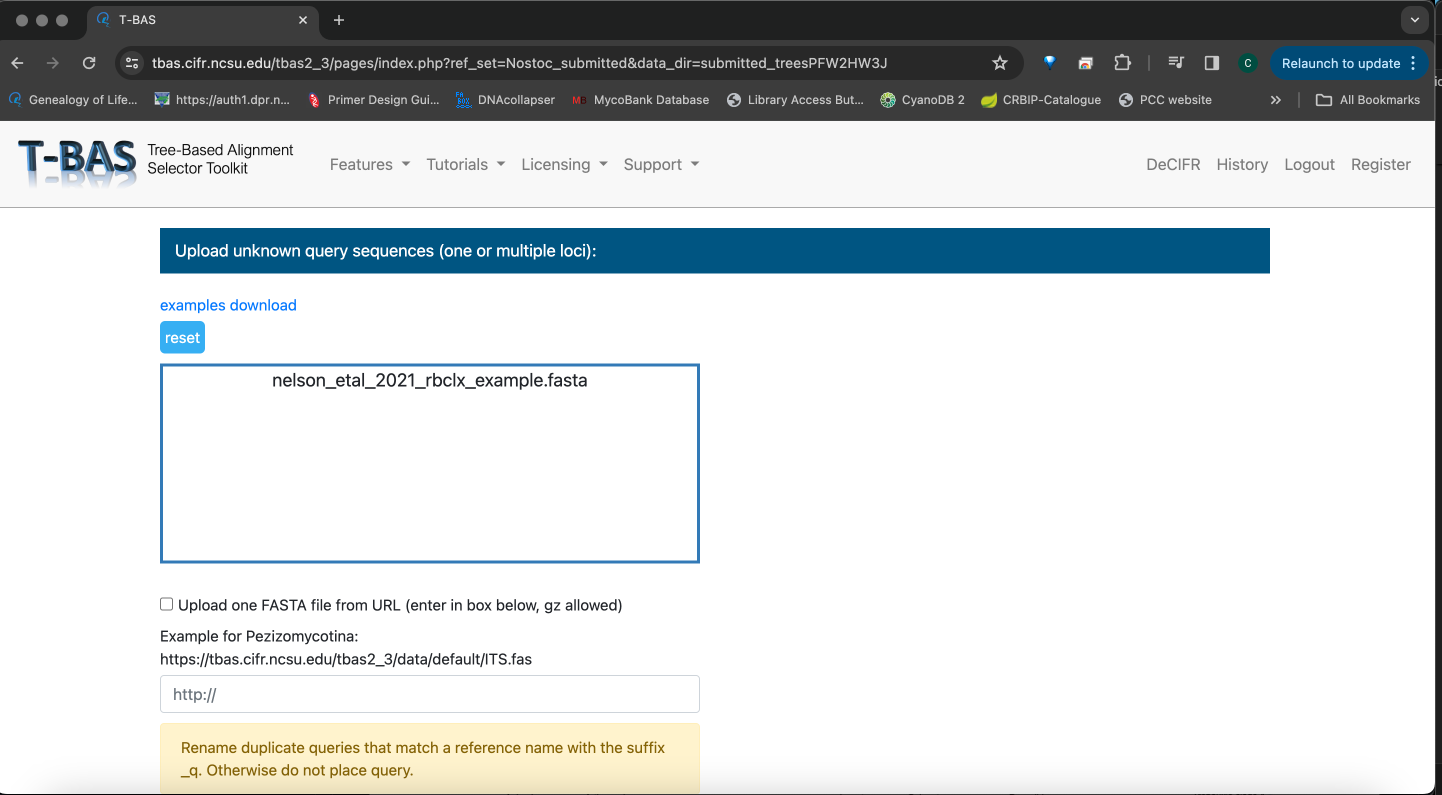 T-BAS
tbas.cifr.ncsu.edu/tbas2_3/pages/index.php?ref_set=Nostoc_submitted&data_dir=submitted_treesPFW2HW3J
C
Relaunch to update
Genealogy of Life...
https://auth1.dpr.n...
Primer Design Gui...
DNAcollapser
MB
MycoBank Database
Library Access But...
CyanoDB 2
CRBIP-Catalogue
PCC website
All Bookmarks
T-BAS
Tree-Based Alignment
Selector Toolkit
Features
Tutorials
Licensing
Support
DeCIFR
History
Logout
Register
Upload unknown query sequences (one or multiple loci):
examples download
reset
nelson_etal_2021_rbclx_example.fasta
Upload one FASTA file from URL (enter in box below, gz allowed)
Example for Pezizomycotina:
https://tbas.cifr.ncsu.edu/tbas2_3/data/default/ITS.fas
http://
Rename duplicate queries that match a reference name with the suffix
_q. Otherwise do not place query.